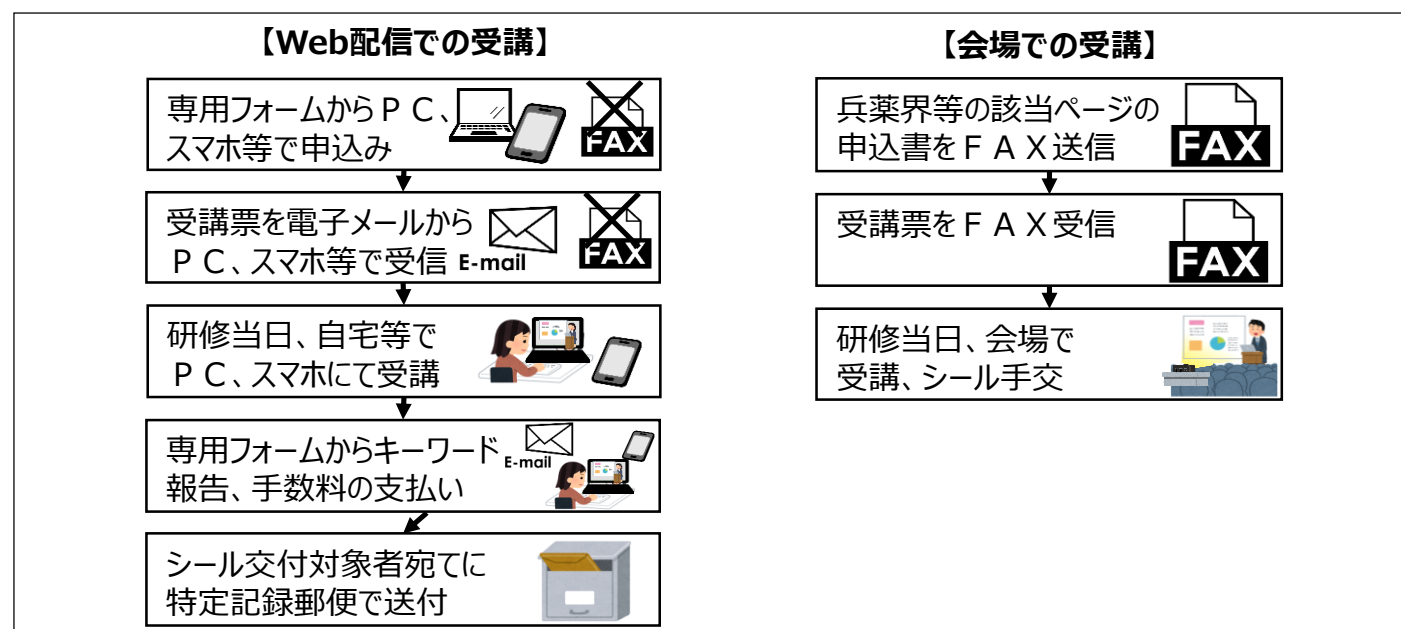 【Web配信での受講】
専用フォームからＰＣ、
スマホ等で申込み
FAX
受講票を電子メールから
ＰＣ、スマホ等で受信
E-mail
FAX
研修当日、自宅等で
ＰＣ、スマホにて受講
専用フォームからキーワード
報告、手数料の支払い
E-mail
シール交付対象者宛てに
特定記録郵便で送付
【会場での受講】
兵薬界等の該当ページの
申込書をＦＡＸ送信
FAX
受講票をＦＡＸ受信
FAX
研修当日、会場で
受講、シール手交